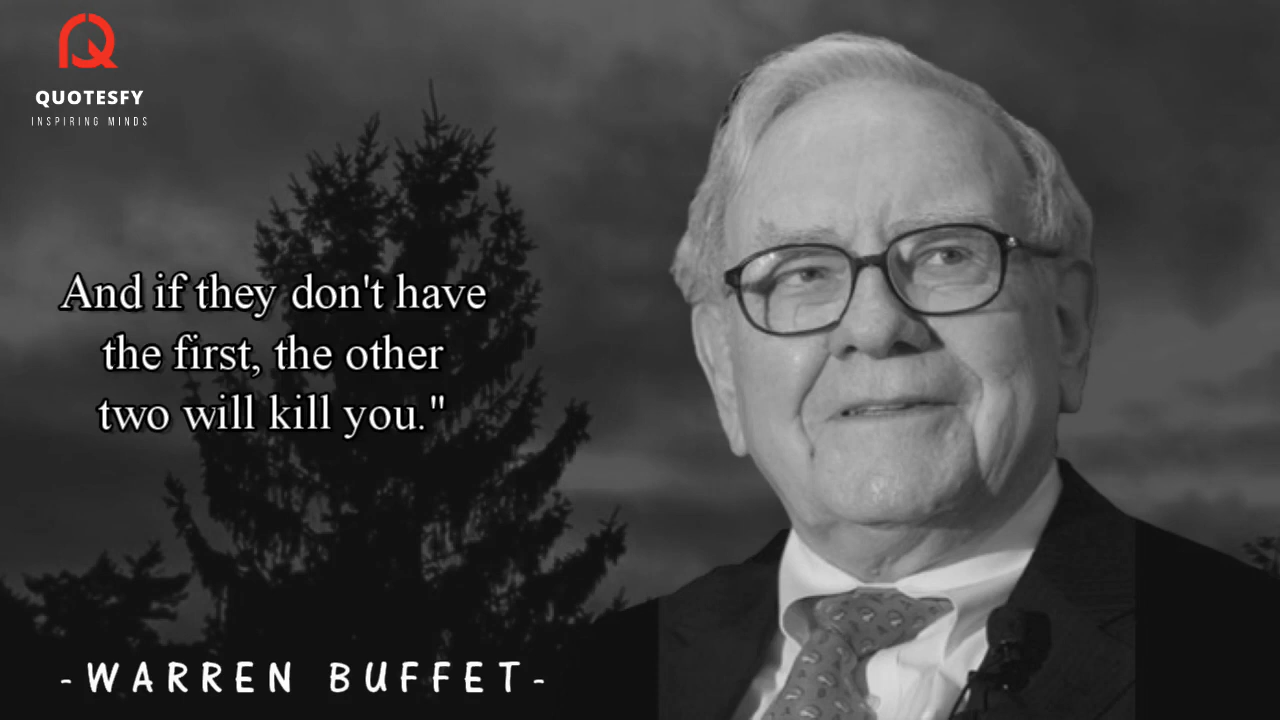 QUOTESFY
INSPIRING MINDS
And if they don't have
the first, the other
two will kill you."
-WARREN BUFFET-